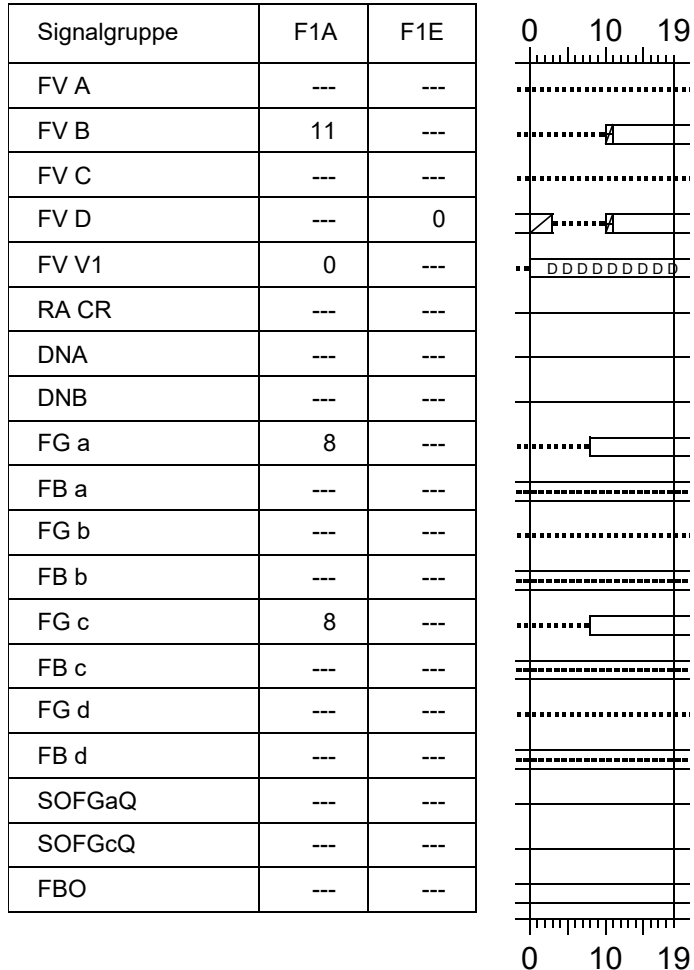 Signalgruppe F1A F1E 0 10 19
FV A --- ---
FV B 11 ---
FV C --- ---
FV D --- 0
FV V1 0 --- D D D D D D D D D
RA CR --- ---
DNA --- ---
DNB --- ---
FG a 8 ---
FB a --- ---
FG b --- ---
FB b --- ---
FG c 8 ---
FB c --- ---
FG d --- ---
FB d --- ---
SOFGaQ --- ---
SOFGcQ --- ---
FBO --- ---
0 10 19